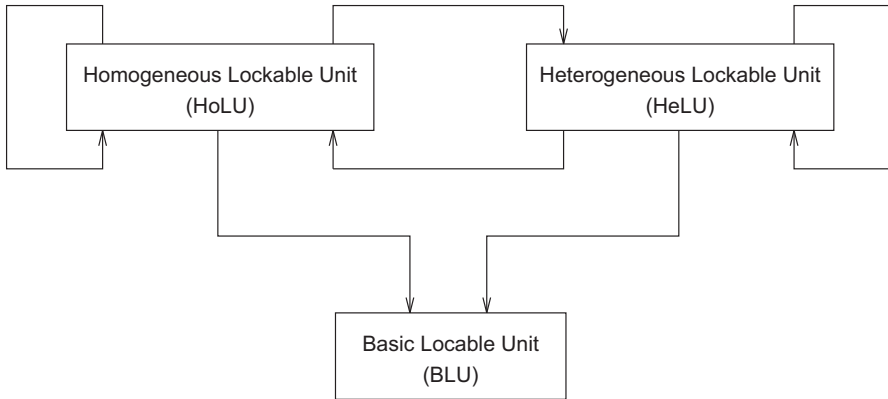 Homogeneous Lockable Unit
(HoLU)
Heterogeneous Lockable Unit
(HeLU)
Basic Locable Unit
(BLU)